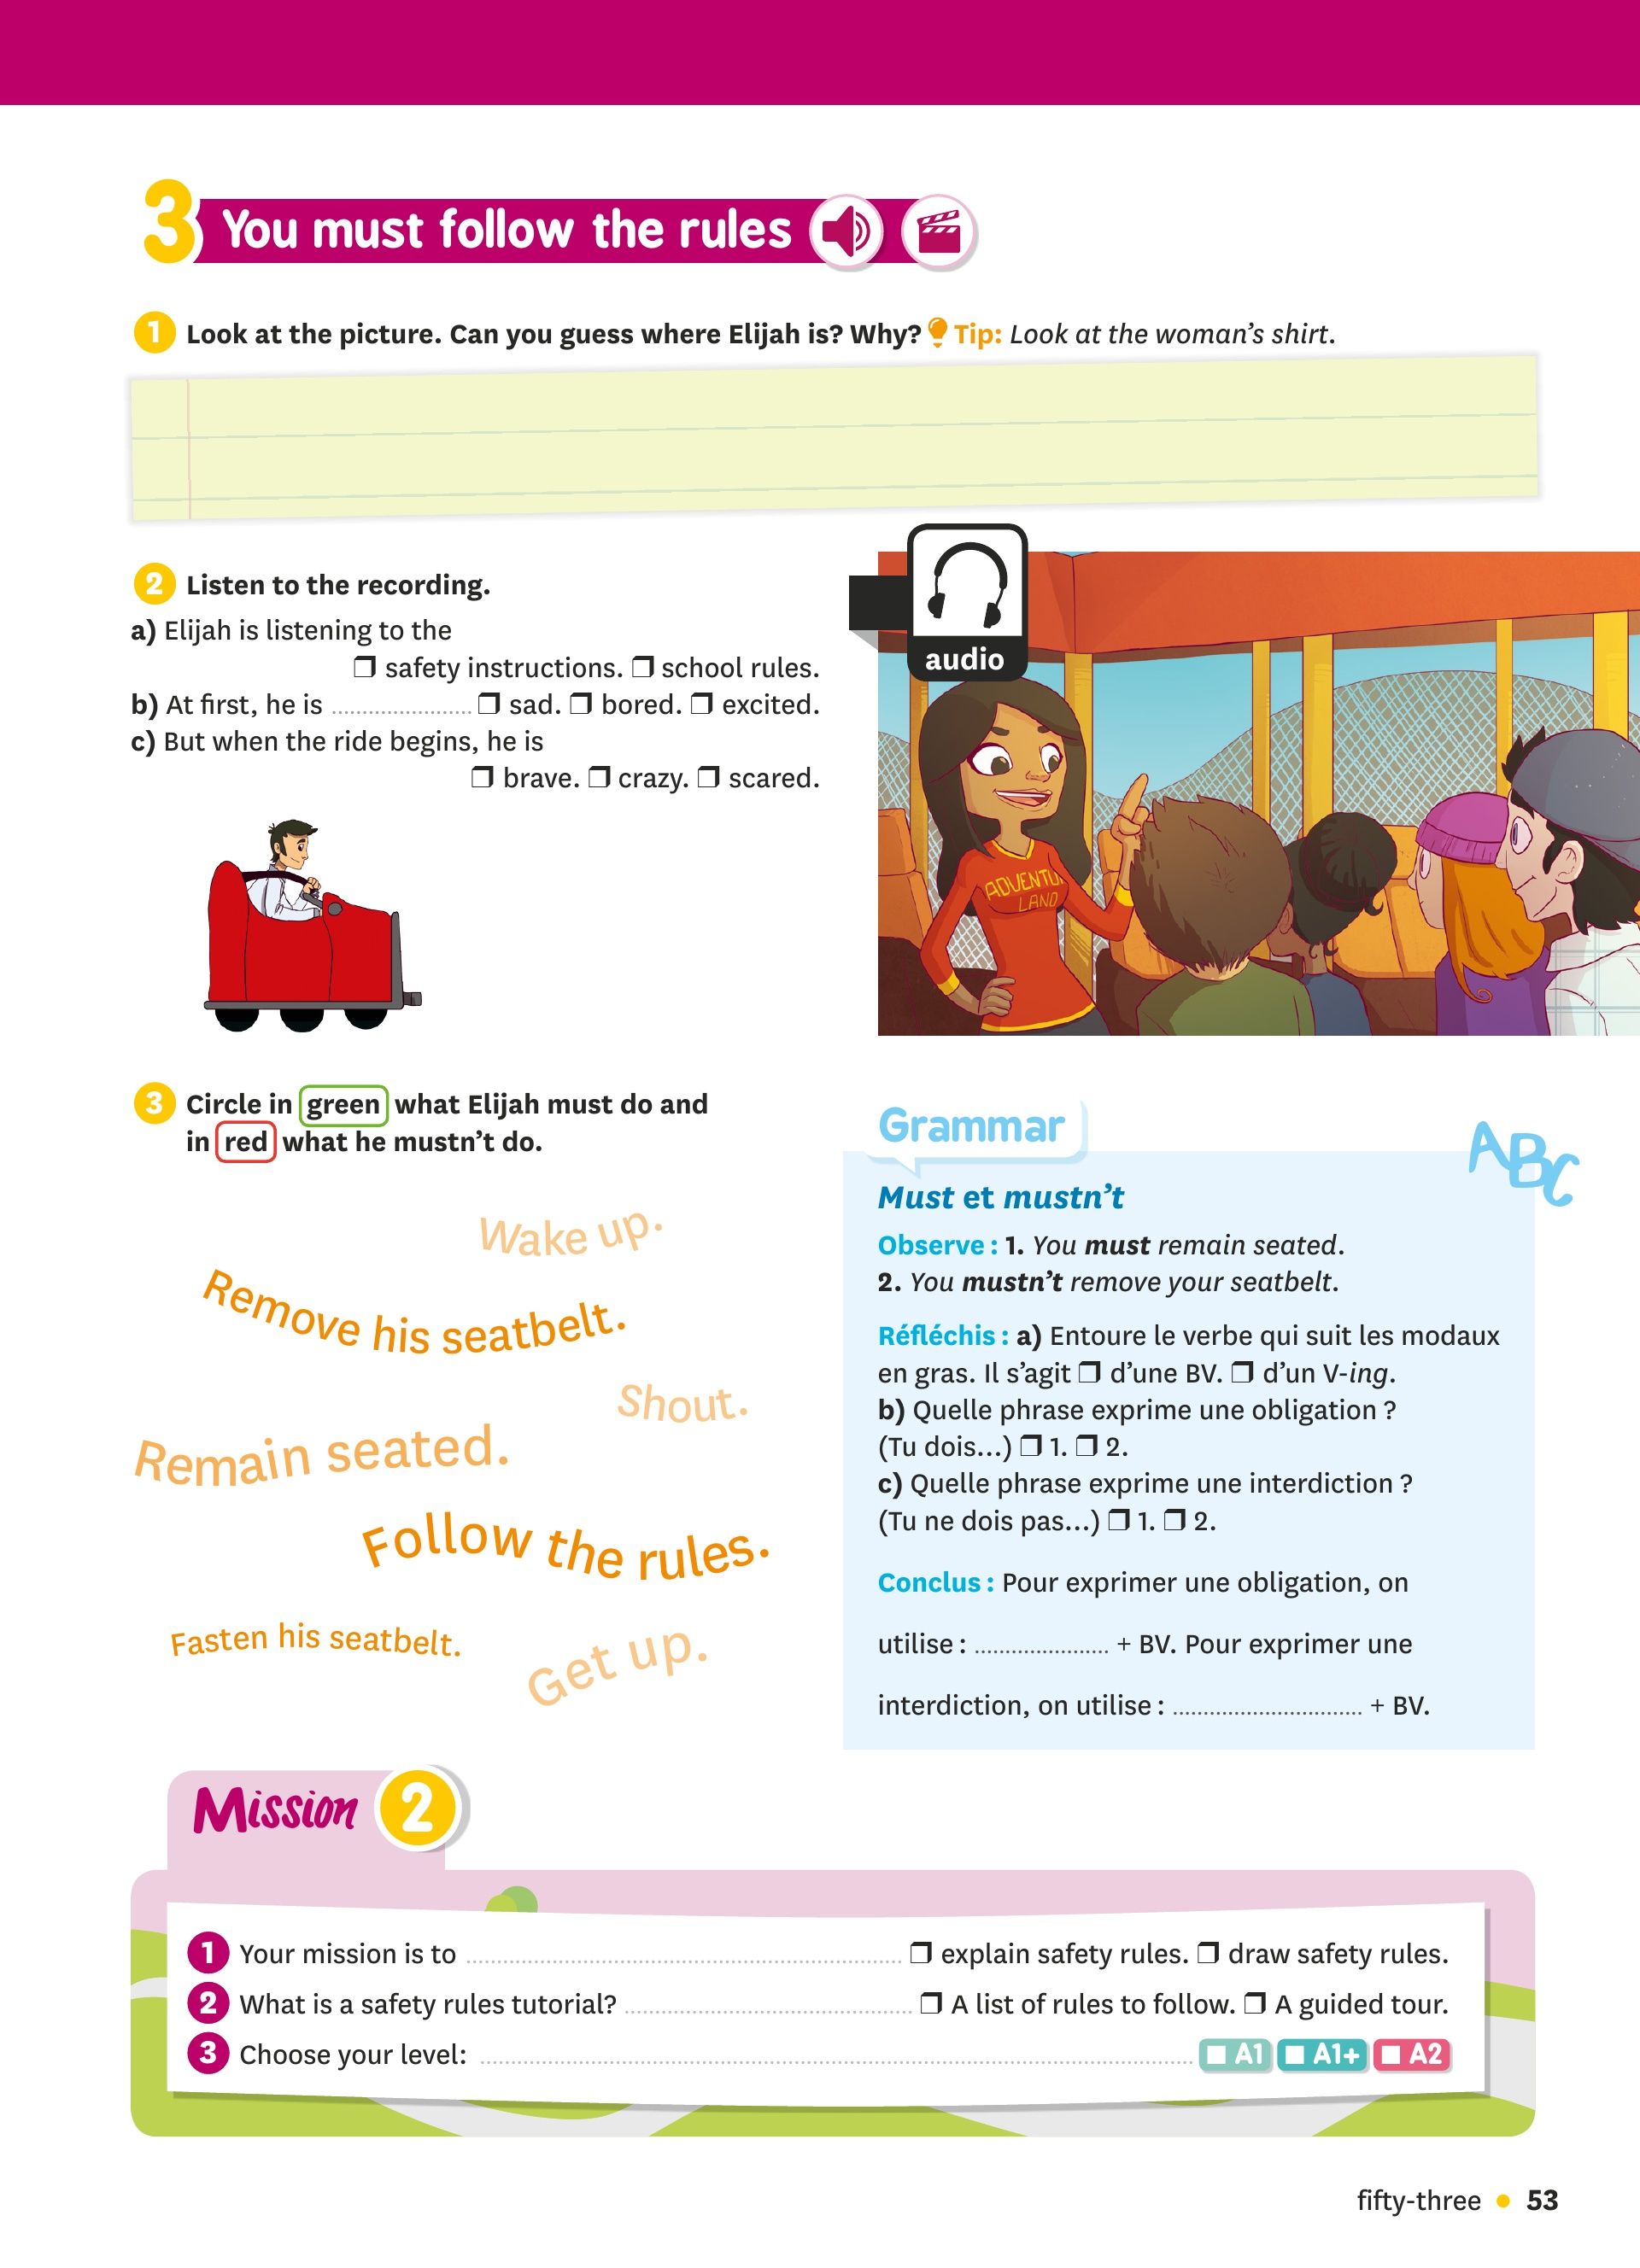 3 You must follow the rules
1 Look at the picture. Can you guess where Elijah is? Why? Tip: Look at the woman's shirt.
2 Listen to the recording.
a) Elijah is listening to the
❒ safety instructions. ❒ school rules.
b) At first, he is ....................... ❒ sad. ❒ bored. ❒ excited.
c) But when the ride begins, he is
❒ brave. ❒ crazy. ❒ scared.
audio
ADVENTU
LAND
3 Circle in green what Elijah must do and
in red what he mustn't do.
Wake up.
Remove his seatbelt.
Shout.
Remain seated.
Follow the rules.
Fasten his seatbelt.
Get up.
Grammar
ABC
Must et mustn't
Observe : 1. You must remain seated.
2. You mustn't remove your seatbelt.
Réfléchis : a) Entoure le verbe qui suit les modaux
en gras. Il s'agit ❒ d'une BV. ❒ d'un V-ing.
b) Quelle phrase exprime une obligation ?
(Tu dois…) ❒ 1. ❒ 2.
c) Quelle phrase exprime une interdiction ?
(Tu ne dois pas…) ❒ 1. ❒ 2.
Conclus : Pour exprimer une obligation, on
utilise : ...................... + BV. Pour exprimer une
interdiction, on utilise : ............................... + BV.
Mission 2
1 Your mission is to ....................................................................... ❒ explain safety rules. ❒ draw safety rules.
2 What is a safety rules tutorial? ............................................... ❒ A list of rules to follow. ❒ A guided tour.
3 Choose your level: ..................................................................................................................... ■ A1 ■ A1+ ■ A2
fifty-three • 53